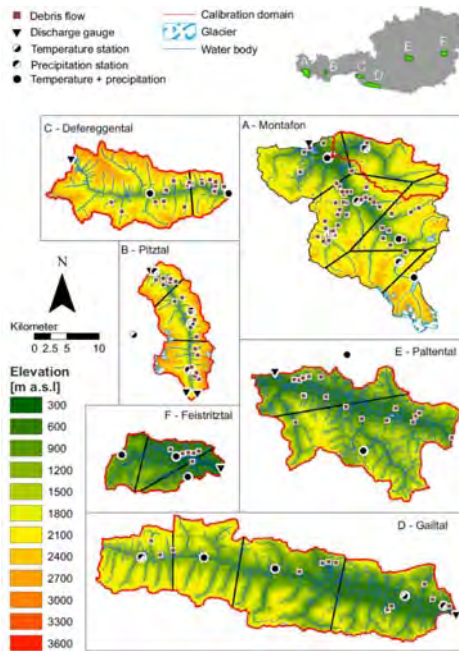 Debris flow
Discharge gauge
Temperature station
Precipitation station
Temperature + precipitation
Calibration domain
Glacier
Water body
A
B
C
D
E
F
C - Defereggental
A - Montafon
B - Pitztal
N
Kilometer
0 2.5 5 10
Elevation
[m a.s.l]
300
600
900
1200
1500
1800
2100
2400
2700
3000
3300
3600
E - Paltental
F - Feistritztal
D - Gailtal